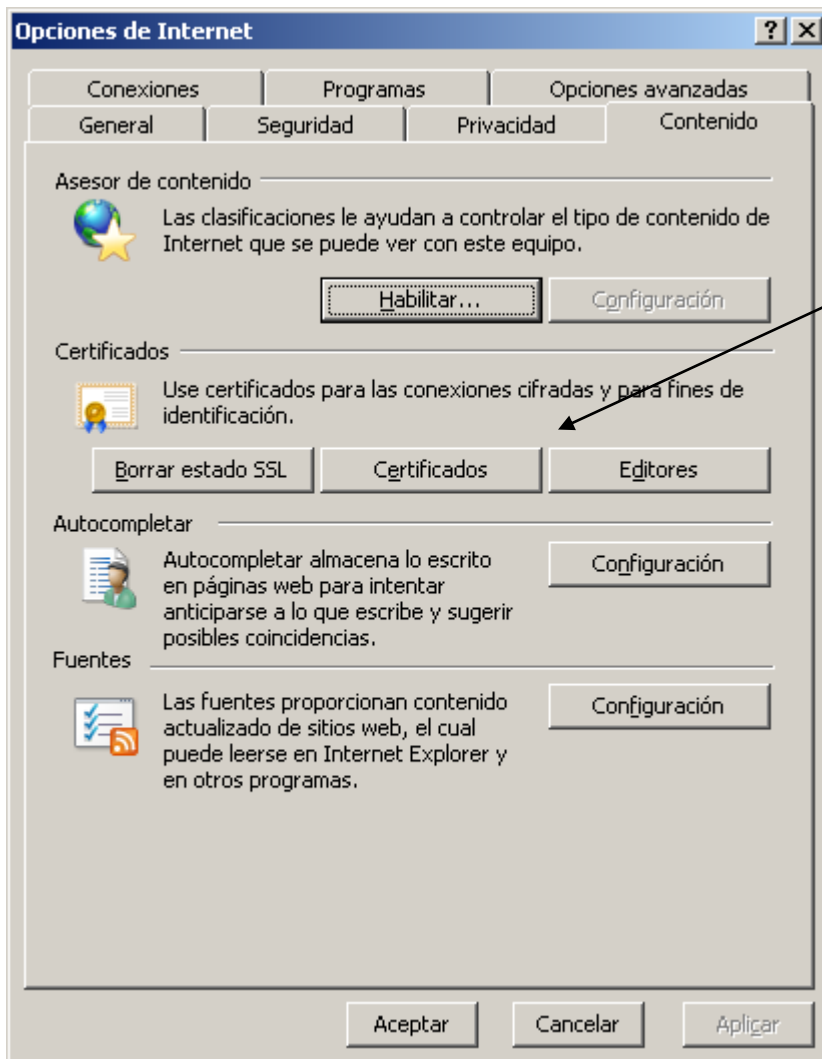 Opciones de Internet
Conexiones
Programas
Opciones avanzadas
General
Seguridad
Privacidad
Contenido
Asesor de contenido
Las clasificaciones le ayudan a controlar el tipo de contenido de
Internet que se puede ver con este equipo.
Habilitar...
Configuración
Certificados
Use certificados para las conexiones cifradas y para fines de
identificación.
Borrar estado SSL
Certificados
Editores
Autocompletar
Autocompletar almacena lo escrito
en páginas web para intentar
anticiparse a lo que escribe y sugerir
posibles coincidencias.
Configuración
Fuentes
Las fuentes proporcionan contenido
actualizado de sitios web, el cual
puede leerse en Internet Explorer y
en otros programas.
Configuración
Aceptar
Cancelar
Aplicar